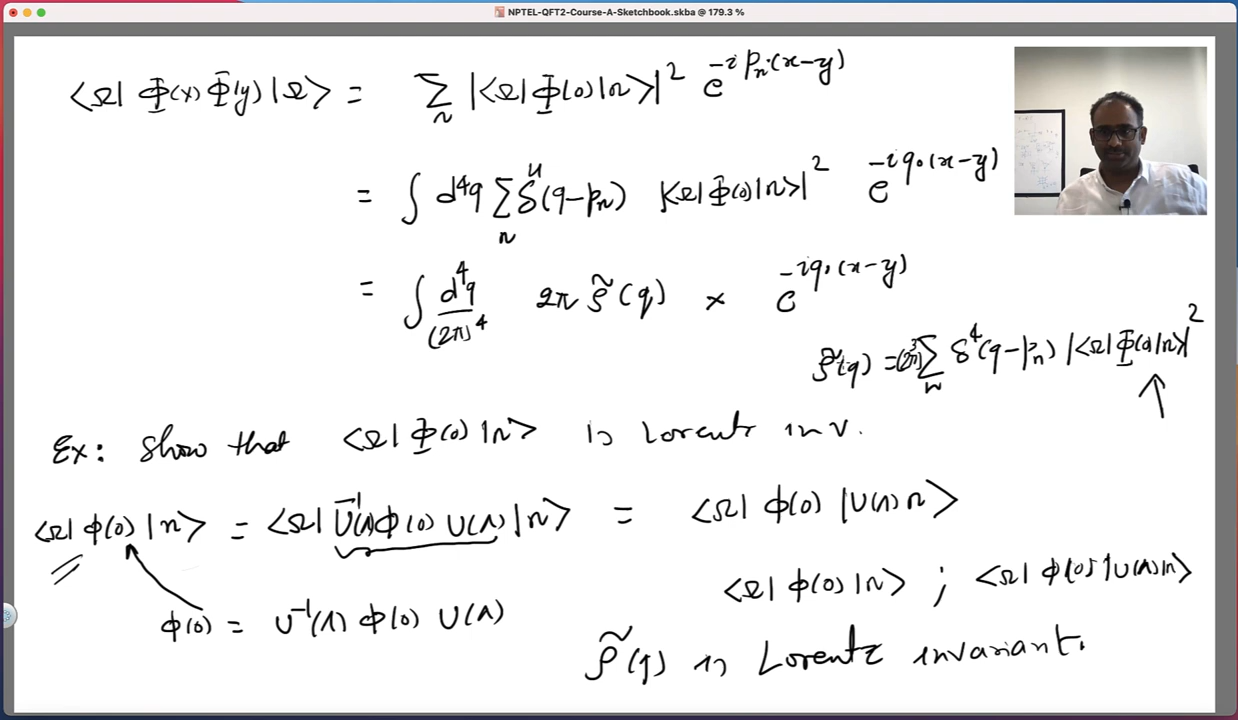 NPTEL-QFT2-Course-A-Sketchbook.skba @ 179.3 %
⟨Ω| Φ(x) Φ(y) |Ω⟩ = Σ_n |⟨Ω| Φ(0) |n⟩|² e^{-i p_n·(x-y)}
= ∫ d⁴q Σ_n δ⁴(q-p_n) |⟨Ω| Φ(0) |n⟩|² e^{-iq·(x-y)}
= ∫ d⁴q/(2π)⁴ 2π ρ̃(q) × e^{-iq·(x-y)}
ρ̃(q) = (2π)³ Σ_n δ⁴(q-p_n) |⟨Ω| Φ(0) |n⟩|²
Ex: Show that ⟨Ω| Φ(0) |n⟩ is Lorentz inv.
⟨Ω| φ(0) |n⟩ = ⟨Ω| U⁻¹(Λ) φ(0) U(Λ) |n⟩ = ⟨Ω| φ(0) |U(Λ) n⟩
⟨Ω| φ(0) |n⟩ ; ⟨Ω| φ(0) |U(Λ) n⟩
φ(0) = U⁻¹(Λ) φ(0) U(Λ)
ρ̃(q) is Lorentz invariant.